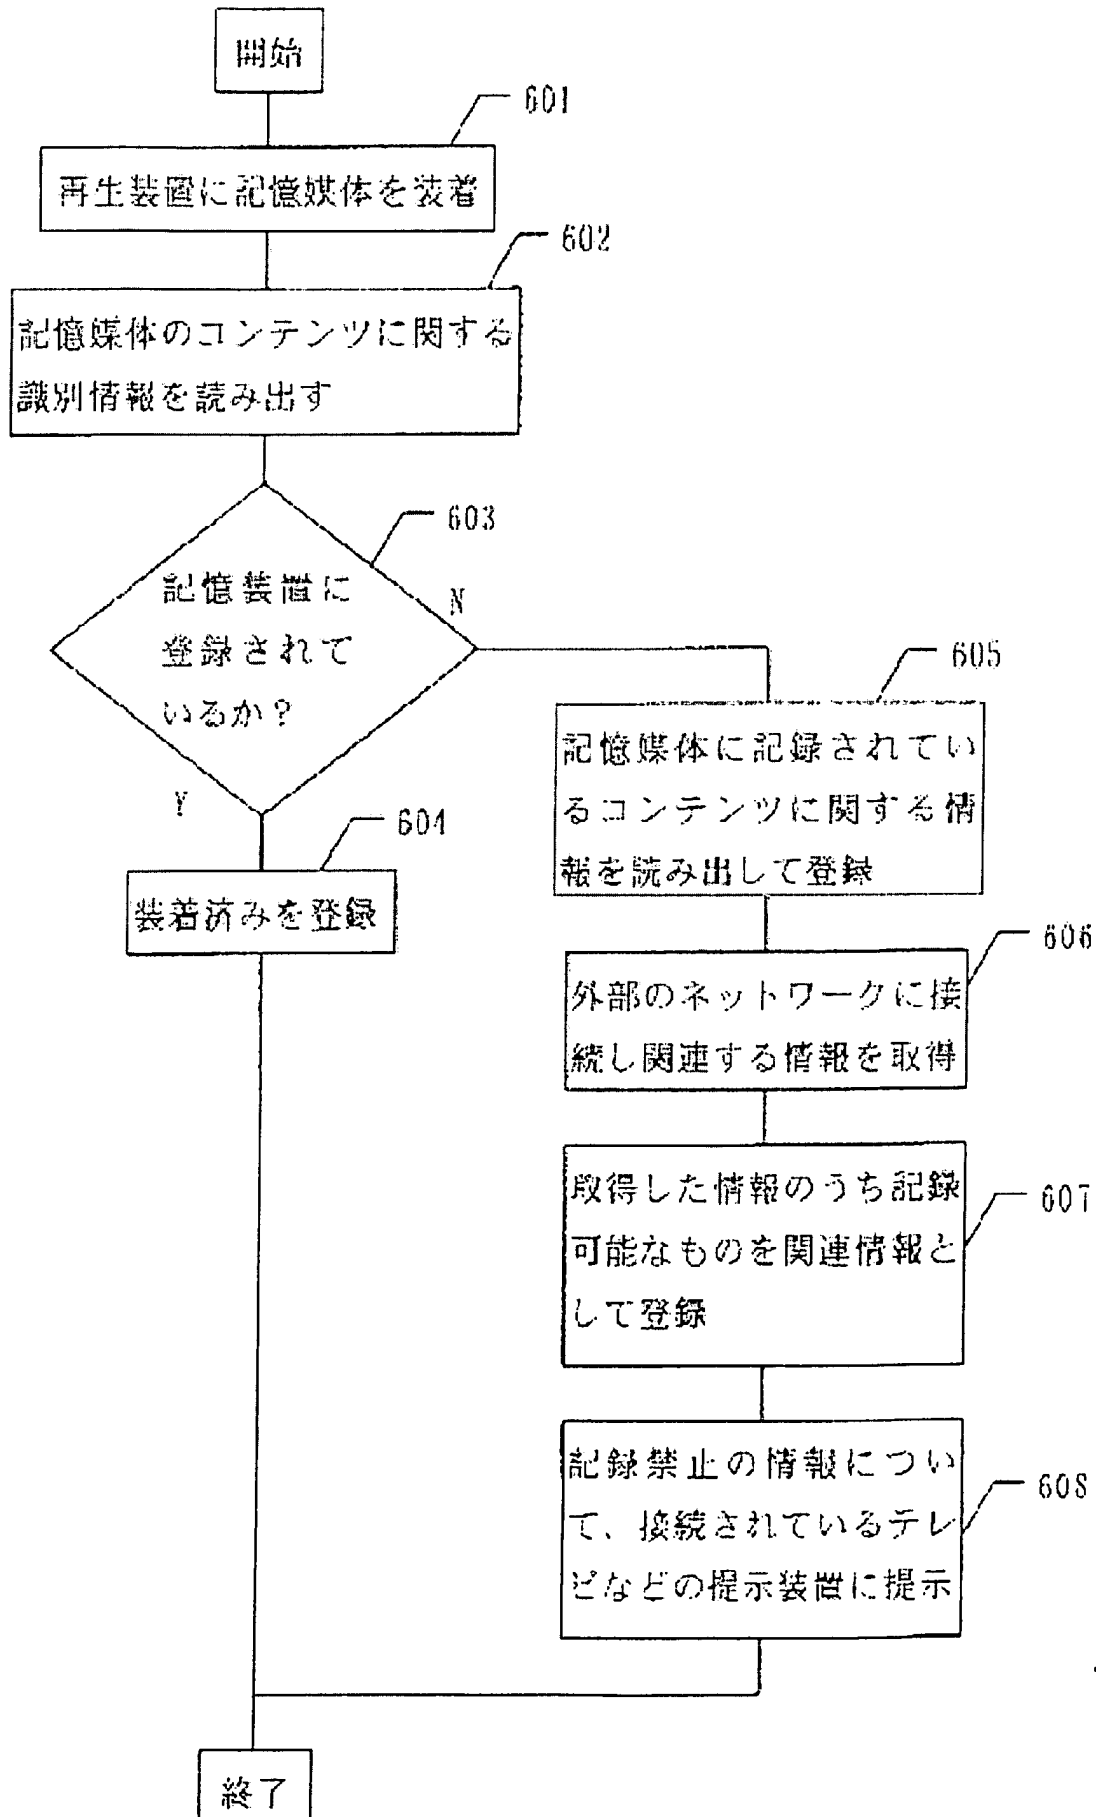 開始
601
再生装置に記憶媒体を装着
602
記憶媒体のコンテンツに関する
識別情報を読み出す
603
記憶装置に
登録されて
いるか？
N
Y
604
装着済みを登録
605
記憶媒体に記録されてい
るコンテンツに関する情
報を読み出して登録
606
外部のネットワークに接
続し関連する情報を取得
607
取得した情報のうち記録
可能なものを関連情報と
して登録
608
記録禁止の情報につい
て、接続されているテレ
ビなどの提示装置に提示
終了